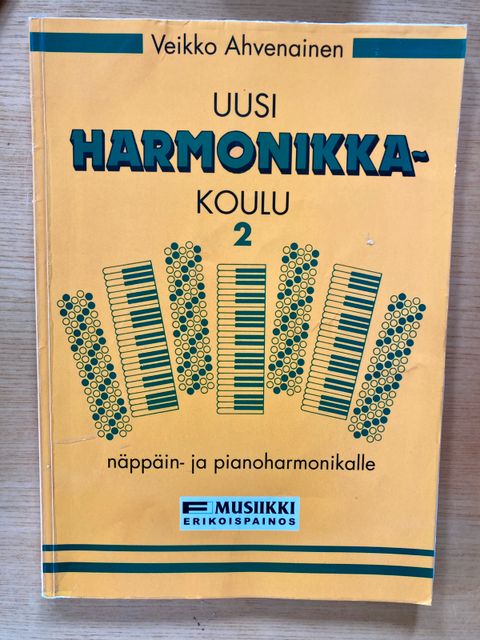 Veikko Ahvenainen
UUSI
HARMONIKKA-
KOULU
2
näppäin- ja pianoharmonikalle
F MUSIIKKI
ERIKOISPAINOS